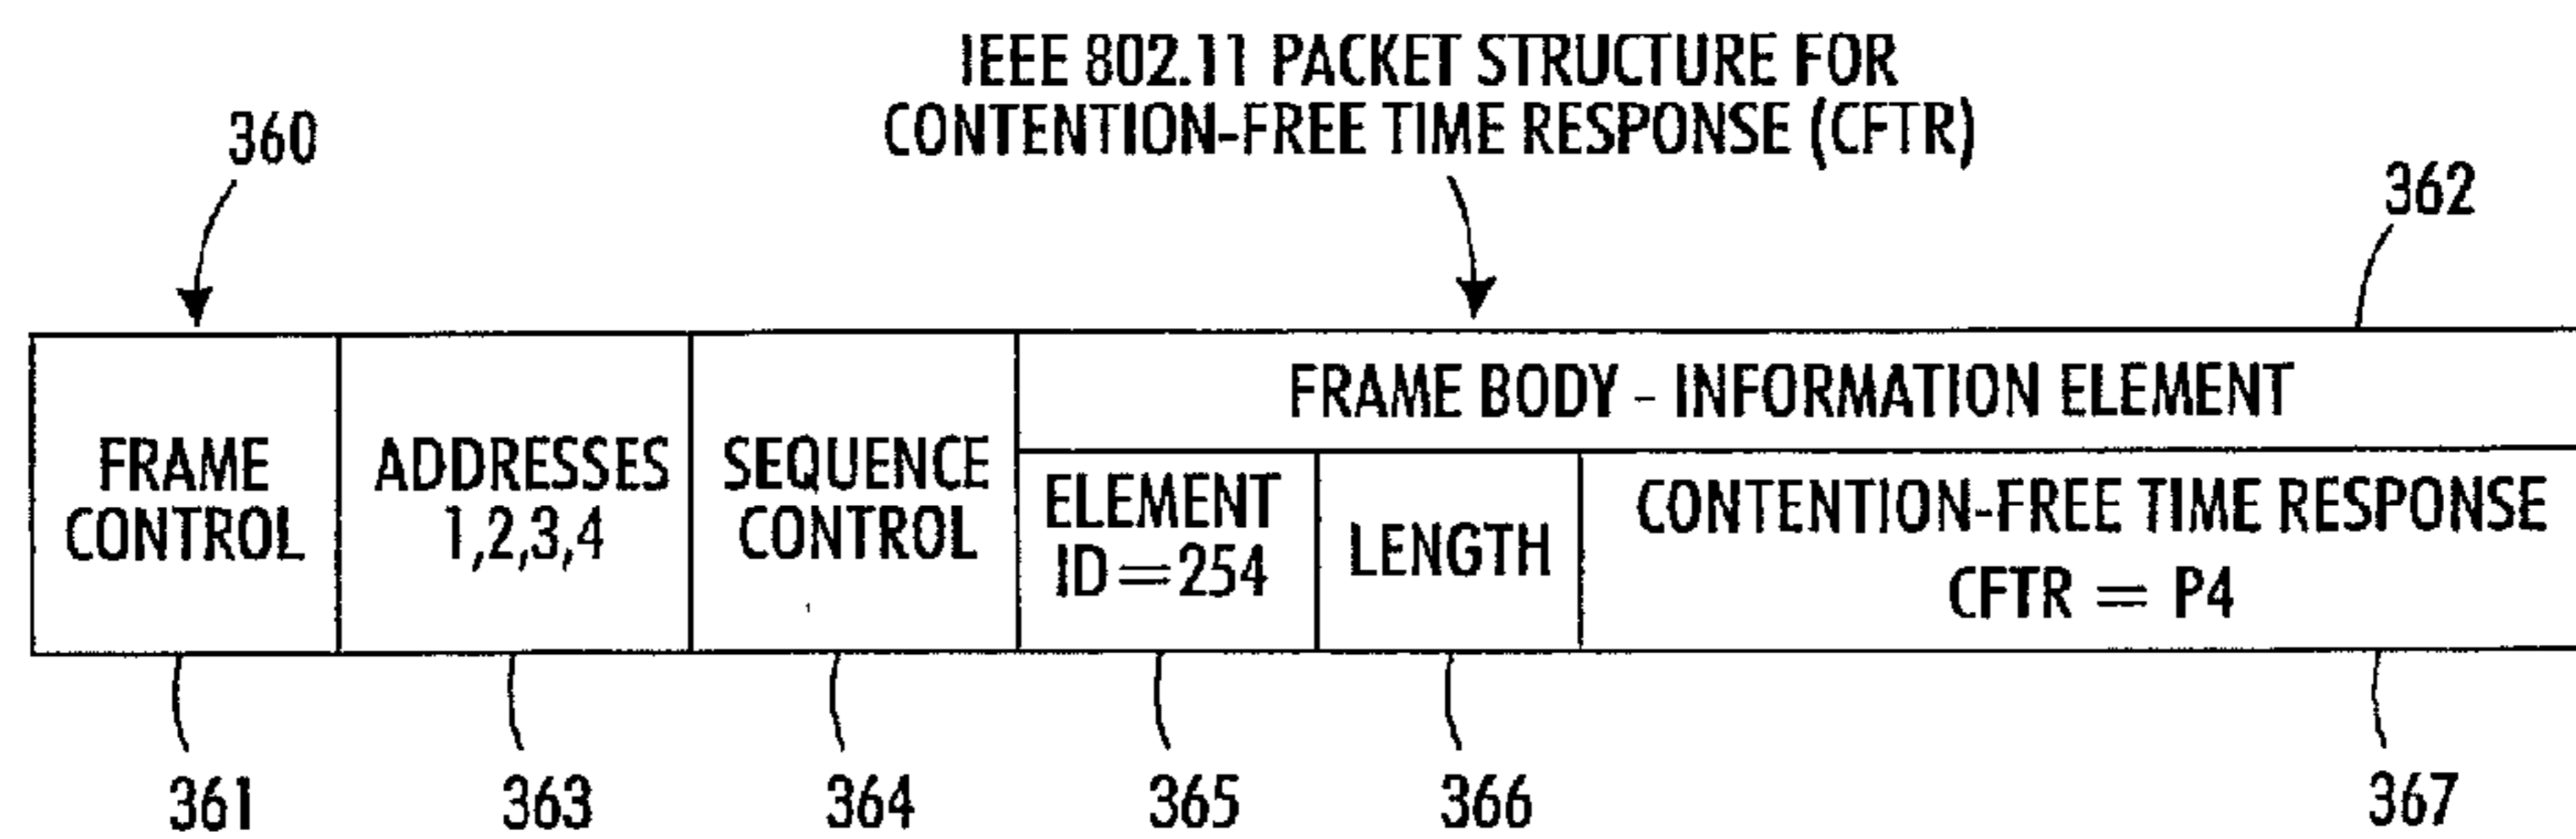 IEEE 802.11 PACKET STRUCTURE FOR
CONTENTION-FREE TIME RESPONSE (CFTR)
360
362
FRAME
CONTROL
ADDRESSES
1,2,3,4
SEQUENCE
CONTROL
FRAME BODY - INFORMATION ELEMENT
ELEMENT
ID=254
LENGTH
CONTENTION-FREE TIME RESPONSE
CFTR = P4
361
363
364
365
366
367